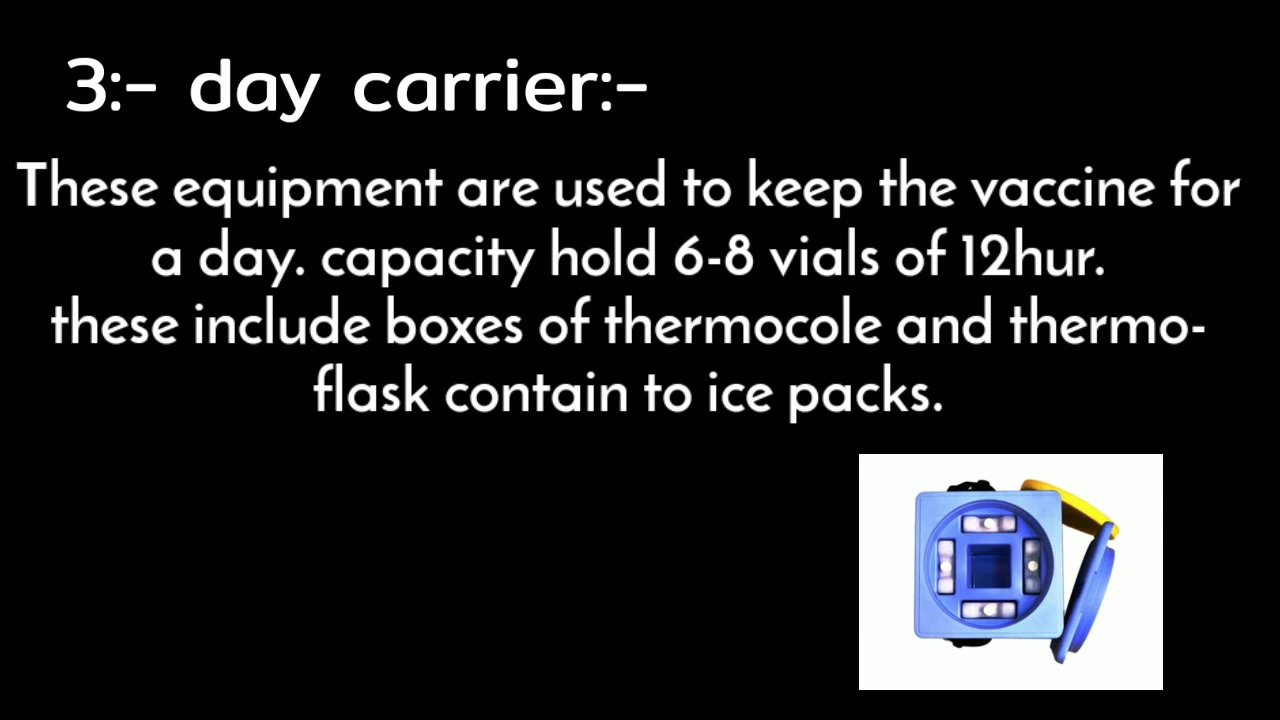 3:- day carrier:-
These equipment are used to keep the vaccine for
a day. capacity hold 6-8 vials of 12hur.
these include boxes of thermocole and thermo-
flask contain to ice packs.